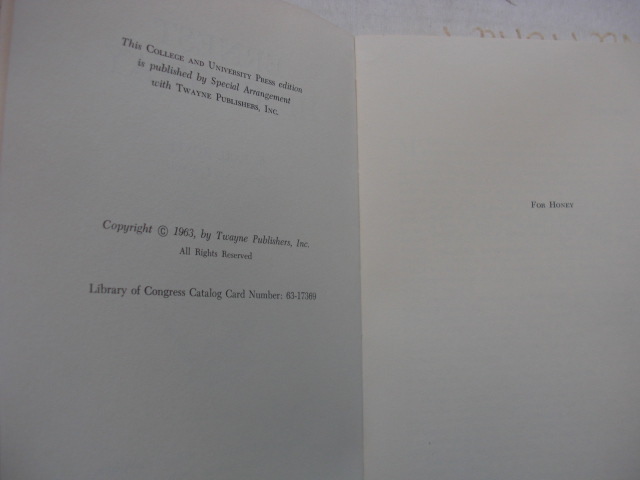 This College and University Press edition
is published by Special Arrangement
with Twayne Publishers, Inc.
Copyright © 1963, by Twayne Publishers, Inc.
All Rights Reserved
Library of Congress Catalog Card Number: 63-17369
For Honey